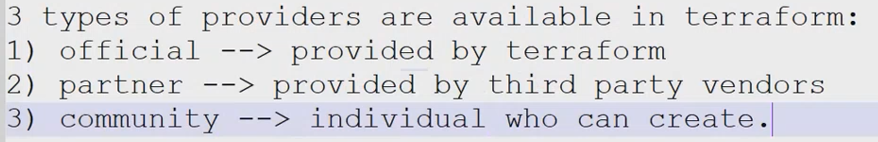 3 types of providers are available in terraform:
1) official --> provided by terraform
2) partner --> provided by third party vendors
3) community --> individual who can create.